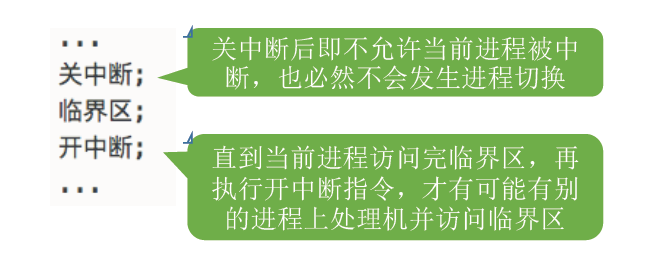 ...
关中断;
临界区;
开中断;
...
关中断后即不允许当前进程被中
断，也必然不会发生进程切换
直到当前进程访问完临界区，再
执行开中断指令，才有可能有别
的进程上处理机并访问临界区